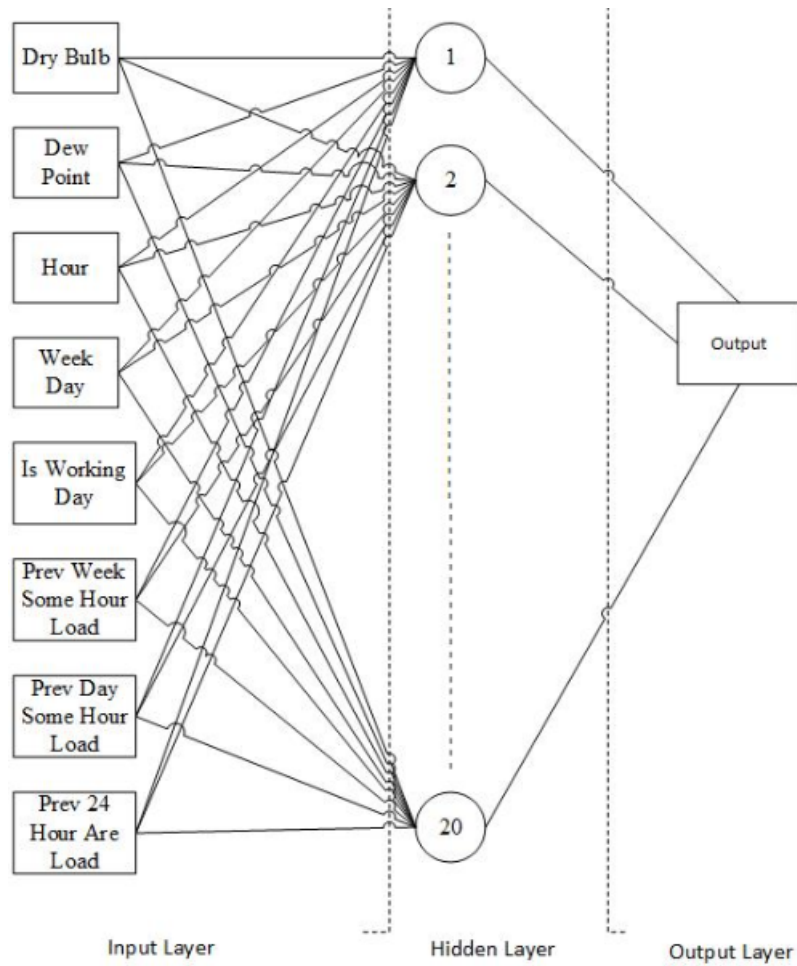 Dry Bulb
Dew
Point
Hour
Week
Day
Is Working
Day
Prev Week
Some Hour
Load
Prev Day
Some Hour
Load
Prev 24
Hour Are
Load
1
2
20
Output
Input Layer
Hidden Layer
Output Layer